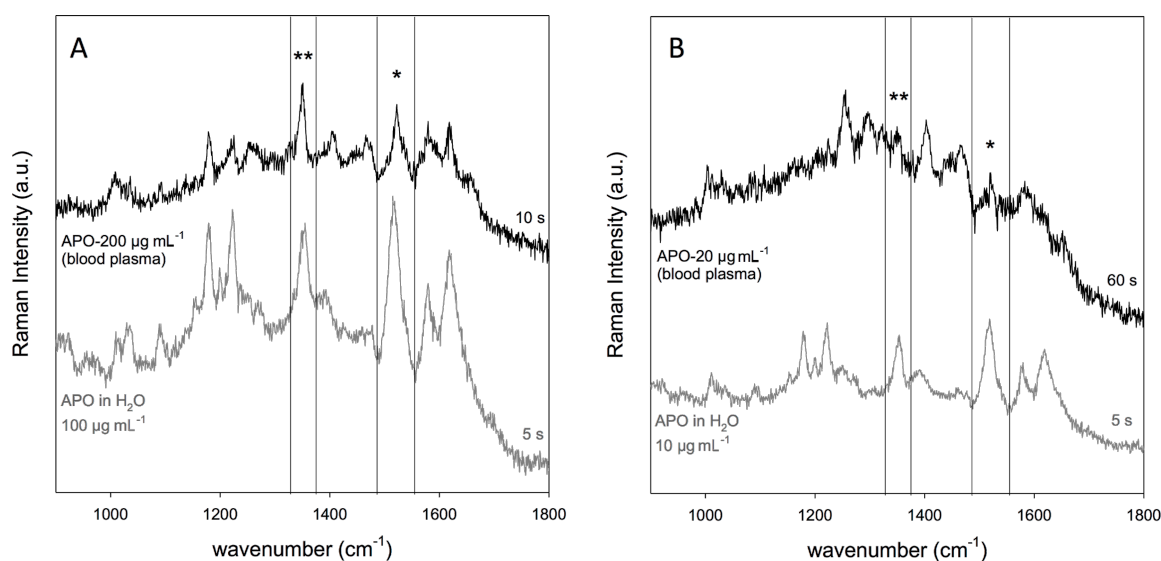 A
**
*
Raman Intensity (a.u.)
10 s
APO-200 µg mL⁻¹
(blood plasma)
APO in H₂O
100 µg mL⁻¹
5 s
1000 1200 1400 1600 1800
wavenumber (cm⁻¹)
B
**
*
Raman Intensity (a.u.)
APO-20 µg mL⁻¹
(blood plasma)
60 s
APO in H₂O
10 µg mL⁻¹
5 s
1000 1200 1400 1600 1800
wavenumber (cm⁻¹)